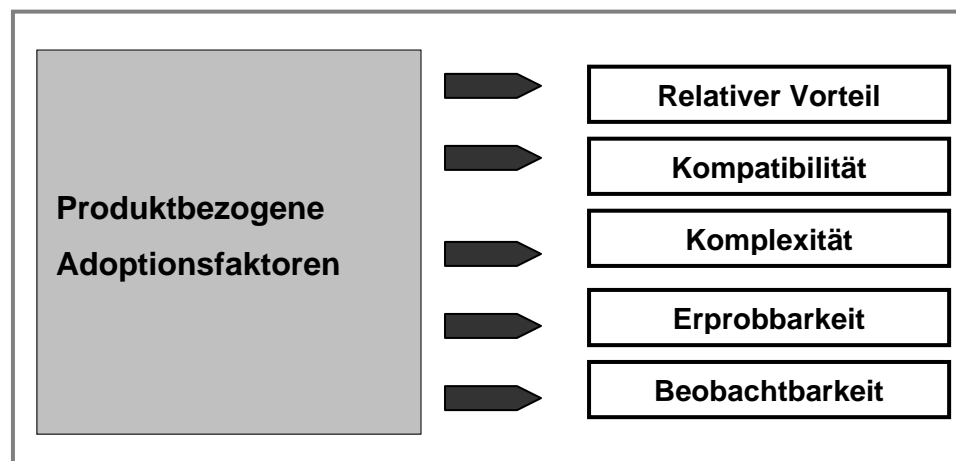 Produktbezogene
Adoptionsfaktoren
Relativer Vorteil
Kompatibilität
Komplexität
Erprobbarkeit
Beobachtbarkeit